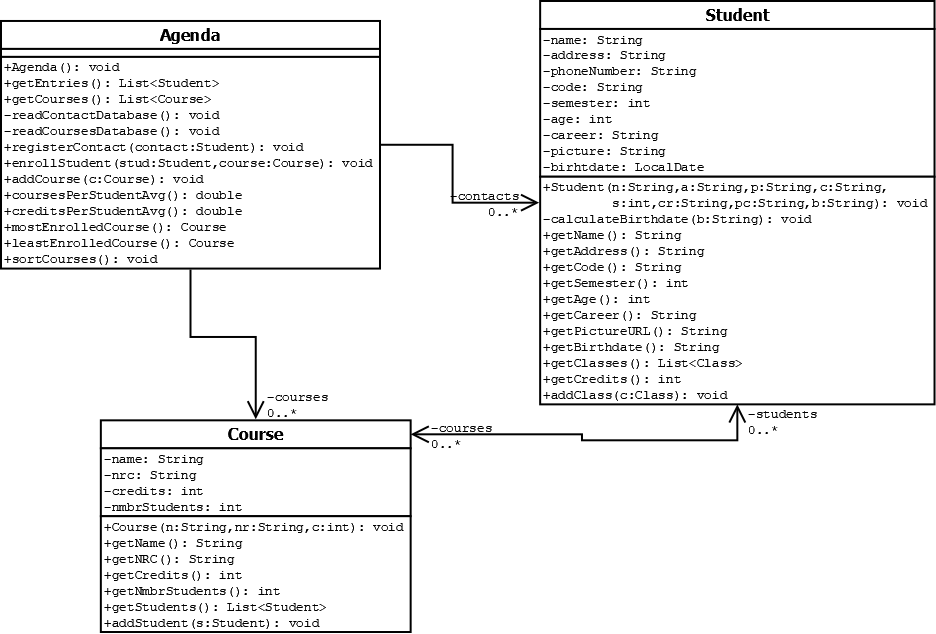 Agenda
+Agenda(): void
+getEntries(): List<Student>
+getCourses(): List<Course>
-readContactDatabase(): void
-readCoursesDatabase(): void
+registerContact(contact:Student): void
+enrollStudent(stud:Student,course:Course): void
+addCourse(c:Course): void
+coursesPerStudentAvg(): double
+creditsPerStudentAvg(): double
+mostEnrolledCourse(): Course
+leastEnrolledCourse(): Course
+sortCourses(): void
-contacts
0..*
Student
-name: String
-address: String
-phoneNumber: String
-code: String
-semester: int
-age: int
-career: String
-picture: String
-birhtdate: LocalDate
+Student(n:String,a:String,p:String,c:String,
s:int,cr:String,pc:String,b:String): void
-calculateBirthdate(b:String): void
+getName(): String
+getAddress(): String
+getCode(): String
+getSemester(): int
+getAge(): int
+getCareer(): String
+getPictureURL(): String
+getBirthdate(): String
+getClasses(): List<Class>
+getCredits(): int
+addClass(c:Class): void
-courses
0..*
-courses
0..*
-students
0..*
Course
-name: String
-nrc: String
-credits: int
-nmbrStudents: int
+Course(n:String,nr:String,c:int): void
+getName(): String
+getNRC(): String
+getCredits(): int
+getNmbrStudents(): int
+getStudents(): List<Student>
+addStudent(s:Student): void